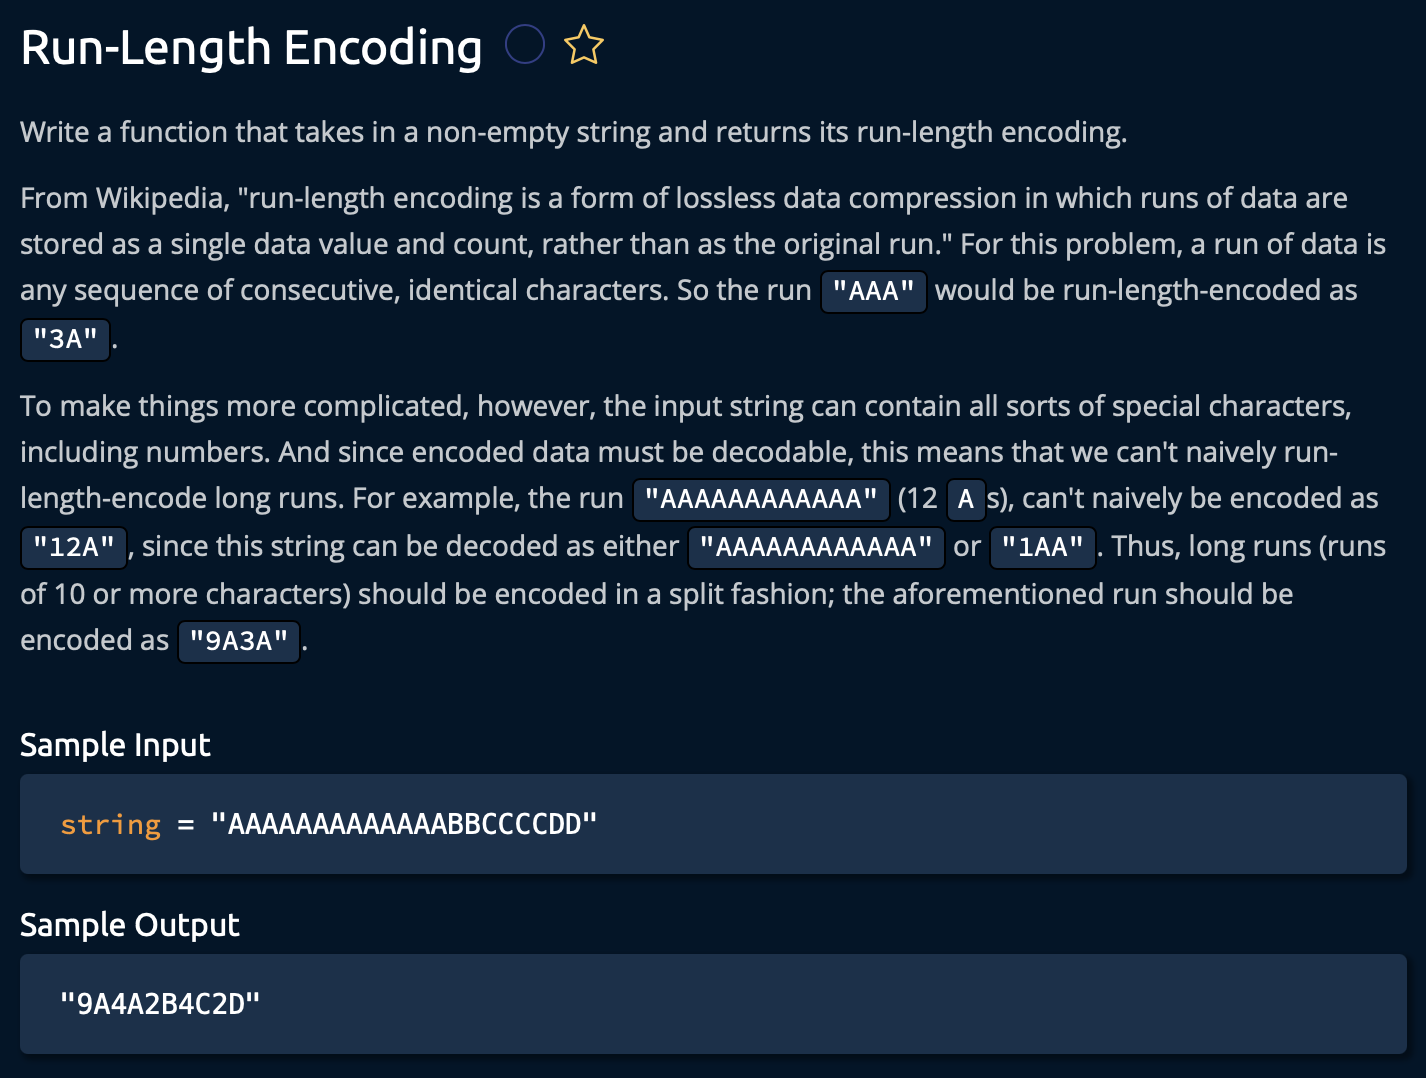 Run-Length Encoding
Write a function that takes in a non-empty string and returns its run-length encoding.
From Wikipedia, "run-length encoding is a form of lossless data compression in which runs of data are
stored as a single data value and count, rather than as the original run." For this problem, a run of data is
any sequence of consecutive, identical characters. So the run "AAA" would be run-length-encoded as
"3A".
To make things more complicated, however, the input string can contain all sorts of special characters,
including numbers. And since encoded data must be decodable, this means that we can't naively run-
length-encode long runs. For example, the run "AAAAAAAAAAAA" (12 As), can't naively be encoded as
"12A", since this string can be decoded as either "AAAAAAAAAAAA" or "1AA". Thus, long runs (runs
of 10 or more characters) should be encoded in a split fashion; the aforementioned run should be
encoded as "9A3A".
Sample Input
string = "AAAAAAAAAAAAABBCCCCDD"
Sample Output
"9A4A2B4C2D"